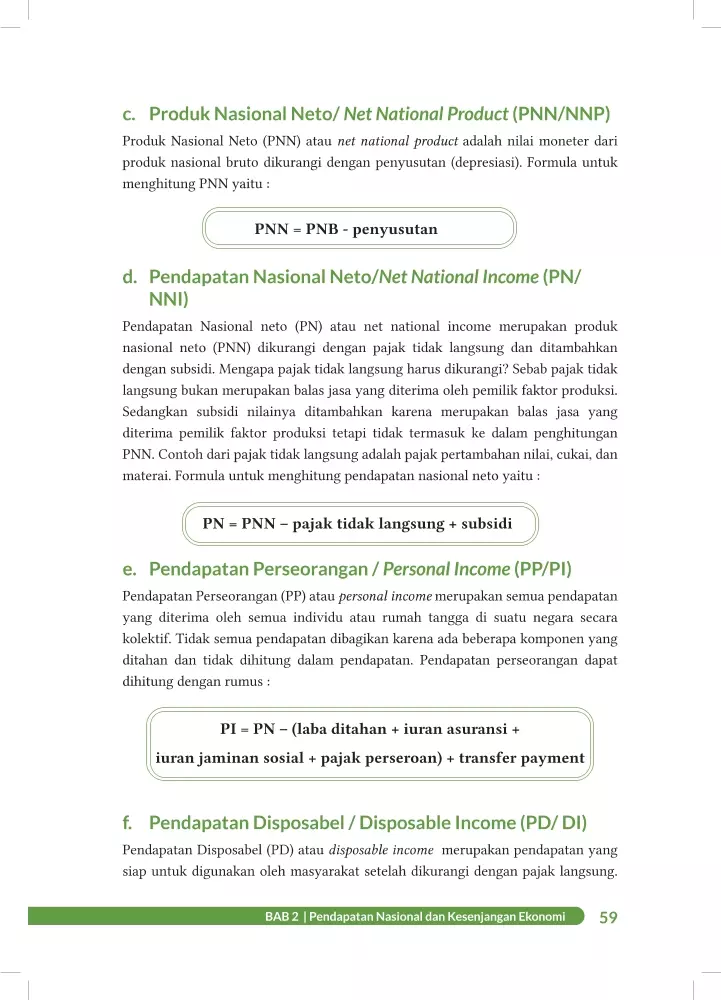 c. Produk Nasional Neto/ Net National Product (PNN/NNP)
Produk Nasional Neto (PNN) atau net national product adalah nilai moneter dari
produk nasional bruto dikurangi dengan penyusutan (depresiasi). Formula untuk
menghitung PNN yaitu :
PNN = PNB - penyusutan
d. Pendapatan Nasional Neto/Net National Income (PN/
NNI)
Pendapatan Nasional neto (PN) atau net national income merupakan produk
nasional neto (PNN) dikurangi dengan pajak tidak langsung dan ditambahkan
dengan subsidi. Mengapa pajak tidak langsung harus dikurangi? Sebab pajak tidak
langsung bukan merupakan balas jasa yang diterima oleh pemilik faktor produksi.
Sedangkan subsidi nilainya ditambahkan karena merupakan balas jasa yang
diterima pemilik faktor produksi tetapi tidak termasuk ke dalam penghitungan
PNN. Contoh dari pajak tidak langsung adalah pajak pertambahan nilai, cukai, dan
materai. Formula untuk menghitung pendapatan nasional neto yaitu :
PN = PNN – pajak tidak langsung + subsidi
e. Pendapatan Perseorangan / Personal Income (PP/PI)
Pendapatan Perseorangan (PP) atau personal income merupakan semua pendapatan
yang diterima oleh semua individu atau rumah tangga di suatu negara secara
kolektif. Tidak semua pendapatan dibagikan karena ada beberapa komponen yang
ditahan dan tidak dihitung dalam pendapatan. Pendapatan perseorangan dapat
dihitung dengan rumus :
PI = PN – (laba ditahan + iuran asuransi +
iuran jaminan sosial + pajak perseroan) + transfer payment
f. Pendapatan Disposabel / Disposable Income (PD/ DI)
Pendapatan Disposabel (PD) atau disposable income merupakan pendapatan yang
siap untuk digunakan oleh masyarakat setelah dikurangi dengan pajak langsung.
BAB 2 | Pendapatan Nasional dan Kesenjangan Ekonomi 59